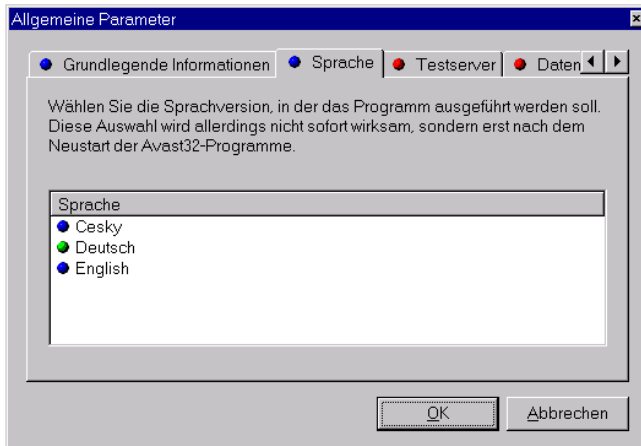 Allgemeine Parameter
Grundlegende Informationen
Sprache
Testserver
Daten
Wählen Sie die Sprachversion, in der das Programm ausgeführt werden soll.
Diese Auswahl wird allerdings nicht sofort wirksam, sondern erst nach dem
Neustart der Avast32-Programme.
Sprache
Cesky
Deutsch
English
OK
Abbrechen